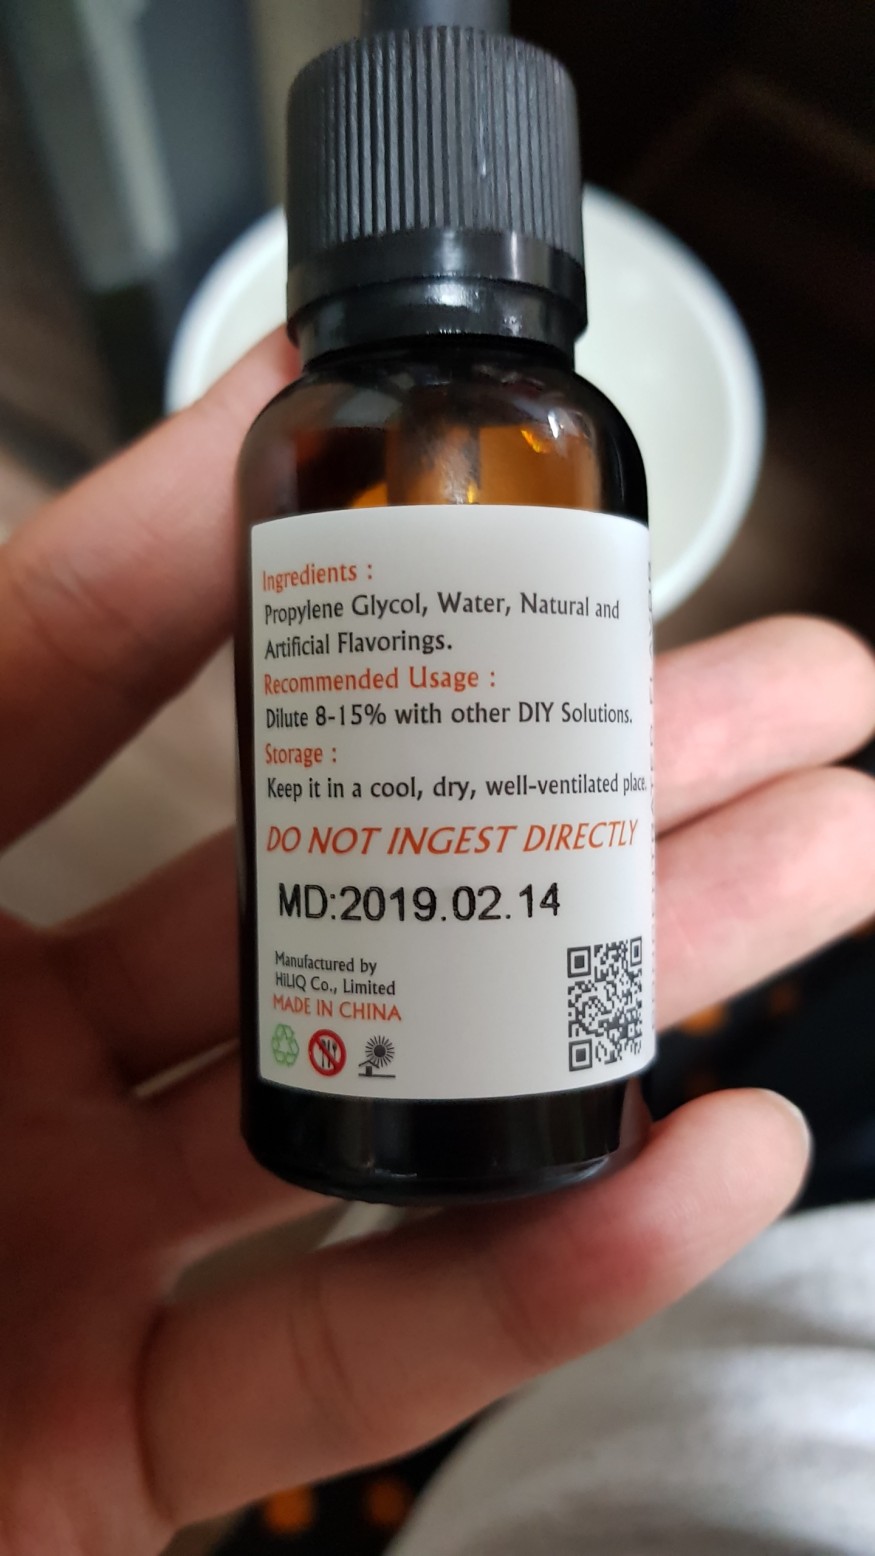 Ingredients :
Propylene Glycol, Water, Natural and
Artificial Flavorings.
Recommended Usage :
Dilute 8-15% with other DIY Solutions.
Storage :
Keep it in a cool, dry, well-ventilated place.
DO NOT INGEST DIRECTLY
MD:2019.02.14
Manufactured by
HiLIQ Co., Limited
MADE IN CHINA